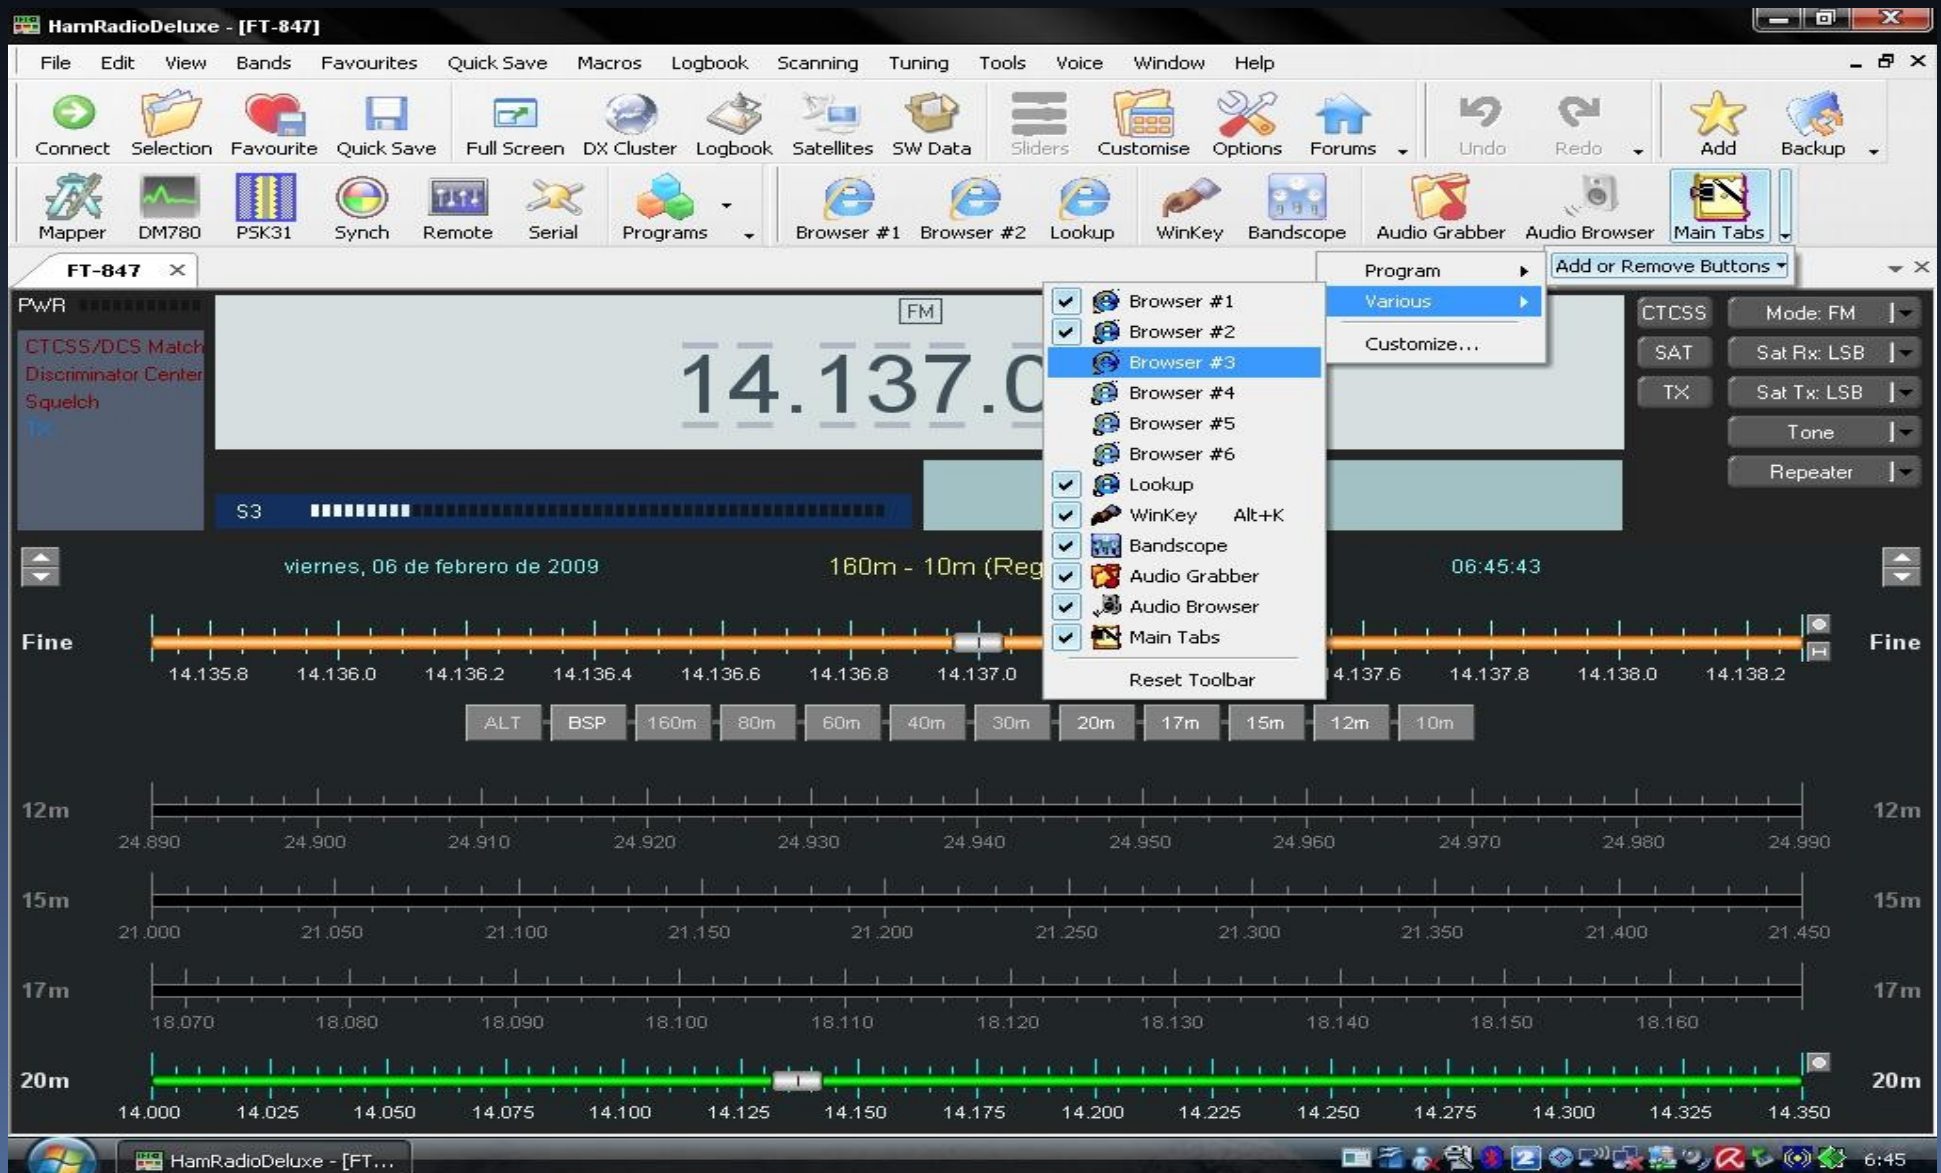 HamRadioDeluxe - [FT-847]
File Edit View Bands Favourites Quick Save Macros Logbook Scanning Tuning Tools Voice Window Help
Connect Selection Favourite Quick Save Full Screen DX Cluster Logbook Satellites SW Data Sliders Customise Options Forums Undo Redo Add Backup
Mapper DM780 PSK31 Synch Remote Serial Programs Browser #1 Browser #2 Lookup WinKey Bandscope Audio Grabber Audio Browser Main Tabs
FT-847
Add or Remove Buttons
Program
Various
Customize...
Browser #1
Browser #2
Browser #3
Browser #4
Browser #5
Browser #6
Lookup
WinKey Alt+K
Bandscope
Audio Grabber
Audio Browser
Main Tabs
Reset Toolbar
PWR
CTCSS/DCS Match
Discriminator Center
Squelch
TX
FM
14.137.0
CTCSS Mode: FM
SAT Sat Rx: LSB
TX Sat Tx: LSB
Tone
Repeater
S3
viernes, 06 de febrero de 2009 160m - 10m (Reg 06:45:43
Fine Fine
14.135.8 14.136.0 14.136.2 14.136.4 14.136.6 14.136.8 14.137.0 4.137.6 14.137.8 14.138.0 14.138.2
ALT BSP 160m 80m 60m 40m 30m 20m 17m 15m 12m 10m
12m 12m
24.890 24.900 24.910 24.920 24.930 24.940 24.950 24.960 24.970 24.980 24.990
15m 15m
21.000 21.050 21.100 21.150 21.200 21.250 21.300 21.350 21.400 21.450
17m 17m
18.070 18.080 18.090 18.100 18.110 18.120 18.130 18.140 18.150 18.160
20m 20m
14.000 14.025 14.050 14.075 14.100 14.125 14.150 14.175 14.200 14.225 14.250 14.275 14.300 14.325 14.350
HamRadioDeluxe - [FT... 2 6:45